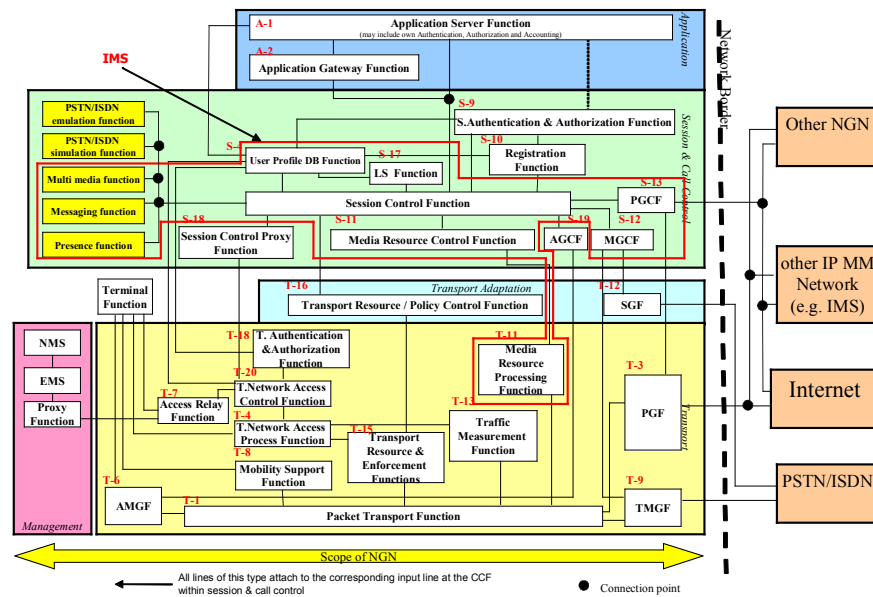 A-1
Application Server Function
(may include own Authentication, Authorization and Accounting)
Application
Network Border
A-2
Application Gateway Function
IMS
PSTN/ISDN
emulation function
PSTN/ISDN
simulation function
Multi media function
Messaging function
Presence function
S-9
S.Authentication & Authorization Function
Session & Call Control
S-
User Profile DB Function
S-17
LS Function
S-10
Registration
Function
S-13
PGCF
Session Control Function
S-18
Session Control Proxy
Function
S-11
Media Resource Control Function
S-19
AGCF
S-12
MGCF
Other NGN
other IP MM
Network
(e.g. IMS)
Internet
PSTN/ISDN
Terminal
Function
Transport Adaptation
T-16
Transport Resource / Policy Control Function
T-12
SGF
NMS
EMS
Proxy
Function
Management
T-18
T. Authentication
&Authorization
Function
T-11
Media
Resource
Processing
Function
T-20
T.Network Access
Control Function
T-7
Access Relay
Function
T-4
T.Network Access
Process Function
T-13
Traffic
Measurement
Function
T-15
Transport
Resource &
Enforcement
Functions
T-3
PGF
Transport
T-8
Mobility Support
Function
T-6
AMGF
T-1
Packet Transport Function
T-9
TMGF
Scope of NGN
All lines of this type attach to the corresponding input line at the CCF
within session & call control
Connection point